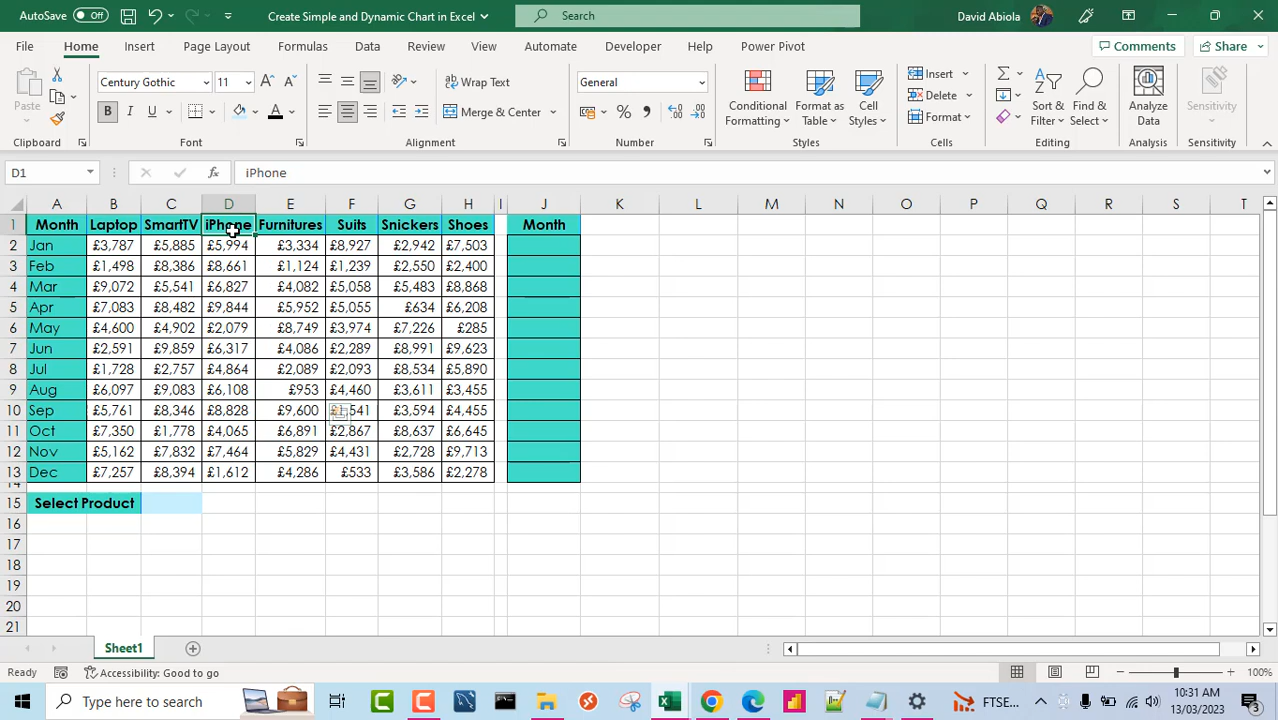 AutoSave Off Create Simple and Dynamic Chart in Excel Search David Abiola
File Home Insert Page Layout Formulas Data Review View Automate Developer Help Power Pivot Comments Share
Century Gothic 11 Wrap Text General Insert
Paste Conditional Formatting Format as Table Cell Styles Delete Sort & Filter Find & Select Analyze Data Sensitivity
B I U A Merge & Center % Format
Clipboard Font Alignment Number Styles Cells Editing Analysis Sensitivity
D1 fx iPhone
A B C D E F G H I J K L M N O P Q R S T
1 Month Laptop SmartTV iPhone Furnitures Suits Snickers Shoes Month
2 Jan £3,787 £5,885 £5,994 £3,334 £8,927 £2,942 £7,503
3 Feb £1,498 £8,386 £8,661 £1,124 £1,239 £2,550 £2,400
4 Mar £9,072 £5,541 £6,827 £4,082 £5,058 £5,483 £8,868
5 Apr £7,083 £8,482 £9,844 £5,952 £5,055 £634 £6,208
6 May £4,600 £4,902 £2,079 £8,749 £3,974 £7,226 £285
7 Jun £2,591 £9,859 £6,317 £4,086 £2,289 £8,991 £9,623
8 Jul £1,728 £2,757 £4,864 £2,089 £2,093 £8,534 £5,890
9 Aug £6,097 £9,083 £6,108 £953 £4,460 £3,611 £3,455
10 Sep £5,761 £8,346 £8,828 £9,600 541 £3,594 £4,455
11 Oct £7,350 £1,778 £4,065 £6,891 £2,867 £8,637 £6,645
12 Nov £5,162 £7,832 £7,464 £5,829 £4,431 £2,728 £9,713
13 Dec £7,257 £8,394 £1,612 £4,286 £533 £3,586 £2,278
14
15 Select Product
16
17
18
19
20
21
Sheet1
Ready Accessibility: Good to go 100%
Type here to search FTSE... 10:31 AM
13/03/2023 3